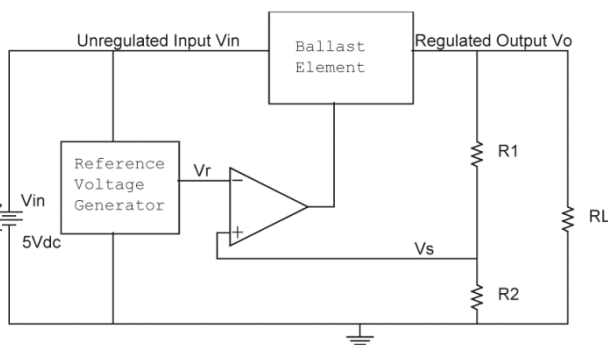 Unregulated Input Vin
Ballast
Element
Regulated Output Vo
Reference
Voltage
Generator
Vr
R1
Vin
5Vdc
RL
Vs
R2